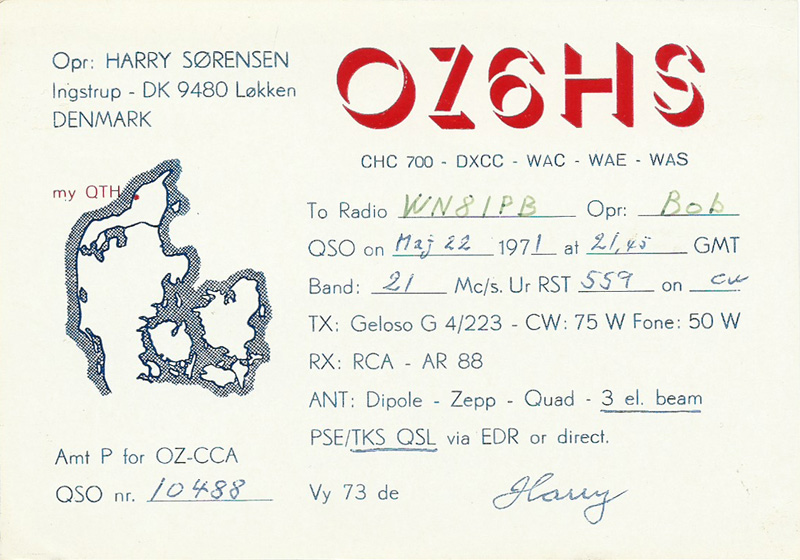 Opr: HARRY SØRENSEN
Ingstrup - DK 9480 Løkken
DENMARK
OZ6HS
CHC 700 - DXCC - WAC - WAE - WAS
my QTH
To Radio WN8IPB Opr: Bob
QSO on Maj 22 1971 at 21,45 GMT
Band: 21 Mc/s. Ur RST 559 on cw
TX: Geloso G 4/223 - CW: 75 W Fone: 50 W
RX: RCA - AR 88
ANT: Dipole - Zepp - Quad - 3 el. beam
PSE/TKS QSL via EDR or direct.
Amt P for OZ-CCA
QSO nr. 10488
Vy 73 de Harry